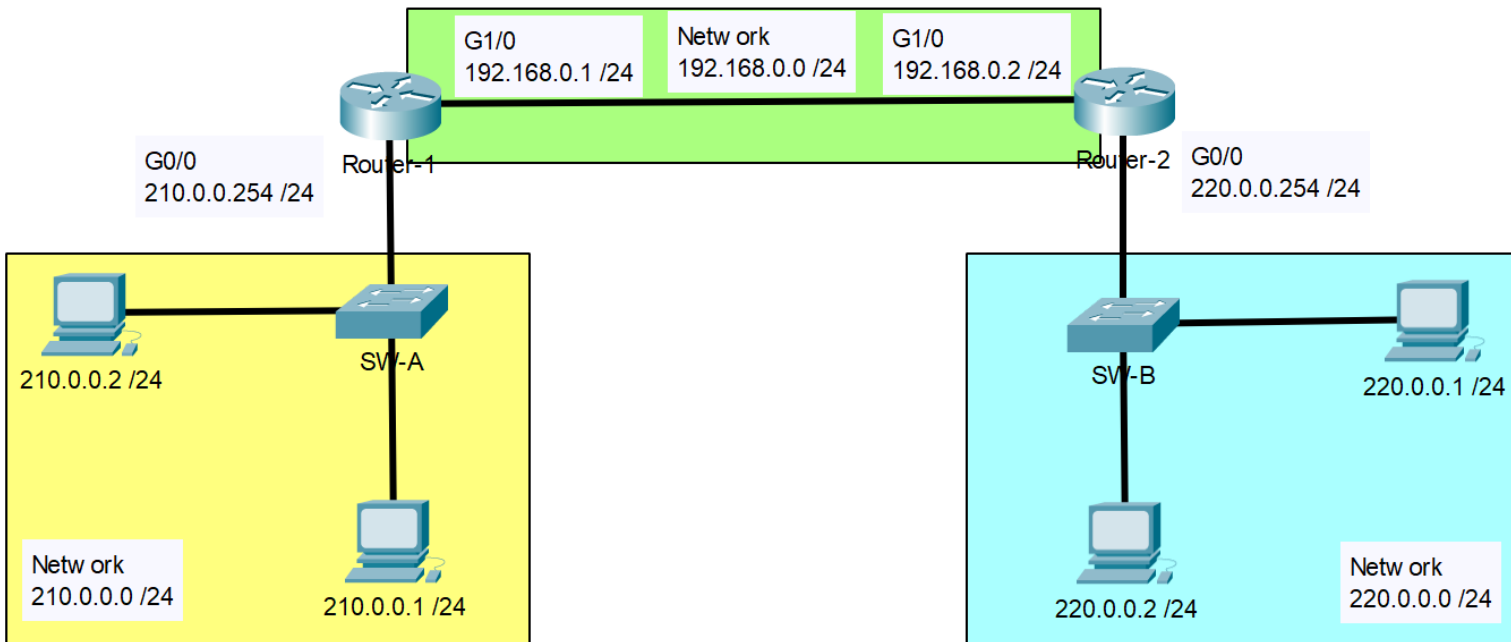 G1/0
192.168.0.1 /24
Netw ork
192.168.0.0 /24
G1/0
192.168.0.2 /24
Router-1
Router-2
G0/0
210.0.0.254 /24
G0/0
220.0.0.254 /24
SW-A
210.0.0.2 /24
SW-B
220.0.0.1 /24
Netw ork
210.0.0.0 /24
210.0.0.1 /24
220.0.0.2 /24
Netw ork
220.0.0.0 /24